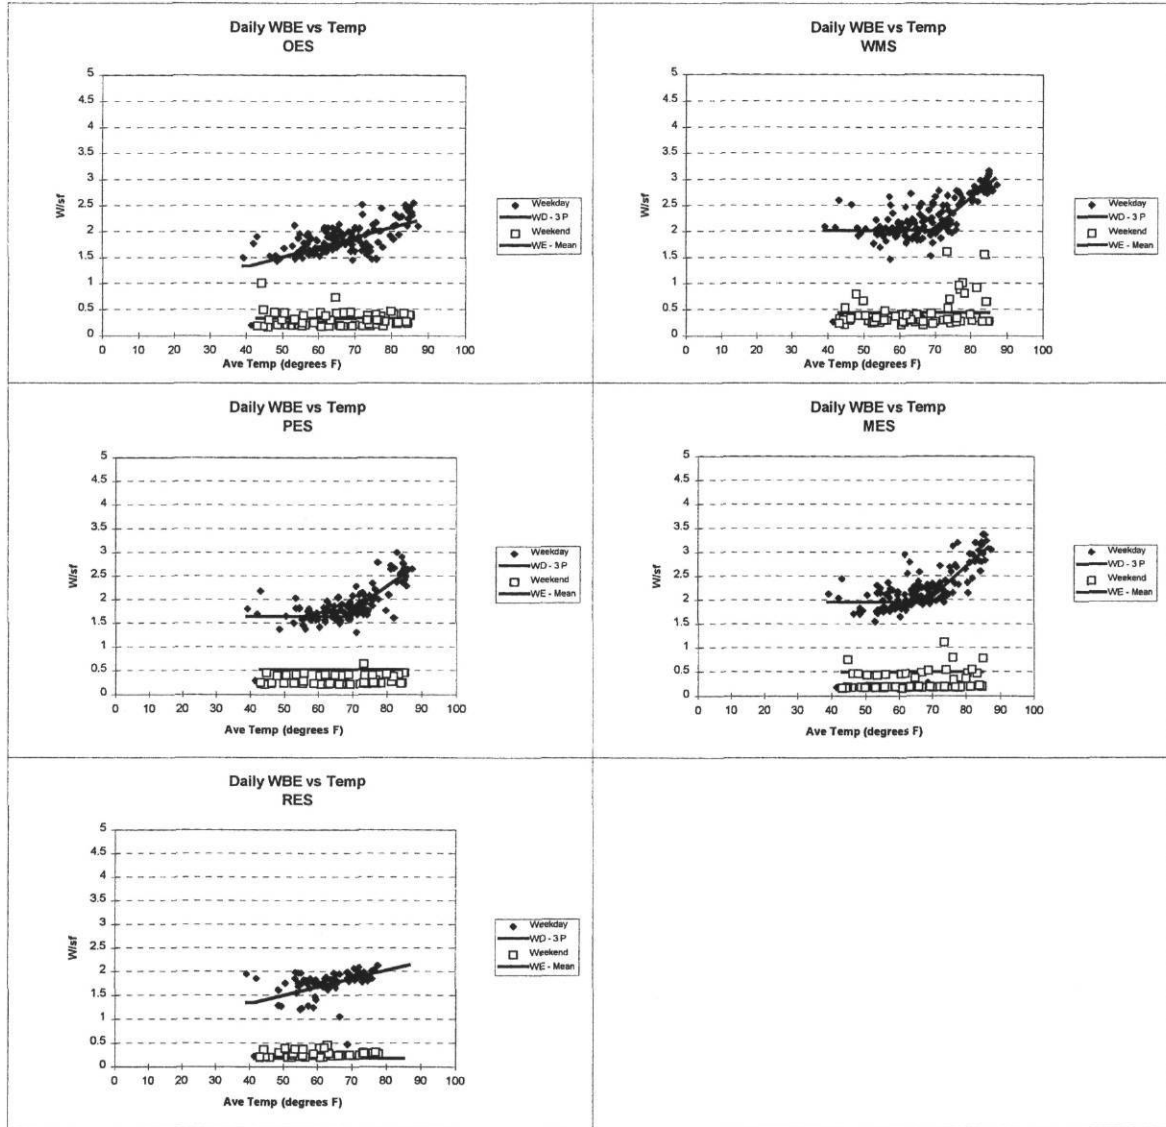 Daily WBE vs Temp
OES
5
4.5
4
3.5
3
2.5
2
1.5
1
0.5
0
W/sf
0 10 20 30 40 50 60 70 80 90 100
Ave Temp (degrees F)
Weekday
WD - 3 P
Weekend
WE - Mean
Daily WBE vs Temp
WMS
5
4.5
4
3.5
3
2.5
2
1.5
1
0.5
0
W/sf
0 10 20 30 40 50 60 70 80 90 100
Ave Temp (degrees F)
Weekday
WD - 3 P
Weekend
WE - Mean
Daily WBE vs Temp
PES
5
4.5
4
3.5
3
2.5
2
1.5
1
0.5
0
W/sf
0 10 20 30 40 50 60 70 80 90 100
Ave Temp (degrees F)
Weekday
WD - 3 P
Weekend
WE - Mean
Daily WBE vs Temp
MES
5
4.5
4
3.5
3
2.5
2
1.5
1
0.5
0
W/sf
0 10 20 30 40 50 60 70 80 90 100
Ave Temp (degrees F)
Weekday
WD - 3 P
Weekend
WE - Mean
Daily WBE vs Temp
RES
5
4.5
4
3.5
3
2.5
2
1.5
1
0.5
0
W/sf
0 10 20 30 40 50 60 70 80 90 100
Ave Temp (degrees F)
Weekday
WD - 3 P
Weekend
WE - Mean